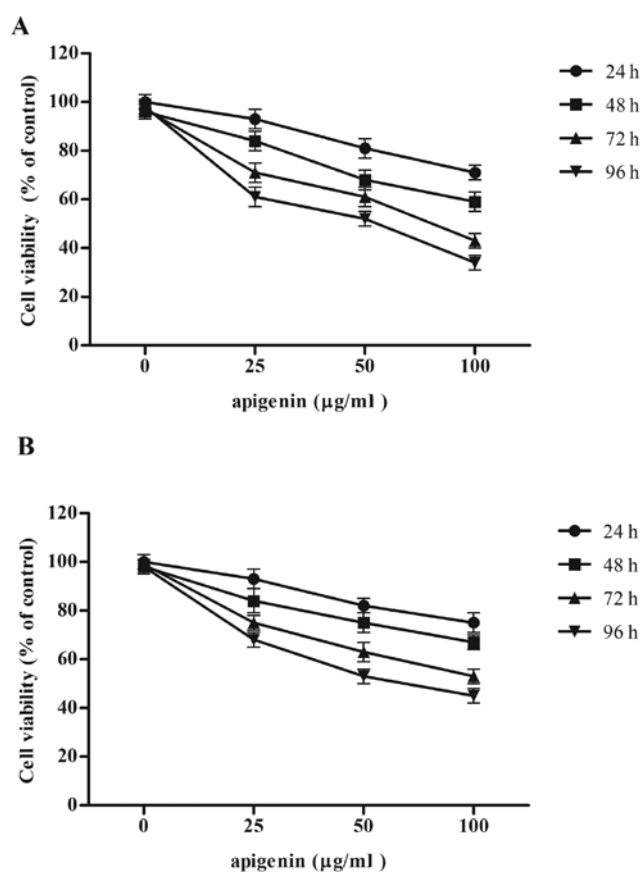 A
Cell viability (% of control)
120
100
80
60
40
20
0
0 25 50 100
apigenin (µg/ml)
24 h
48 h
72 h
96 h
B
Cell viability (% of control)
120
100
80
60
40
20
0
0 25 50 100
apigenin (µg/ml)
24 h
48 h
72 h
96 h